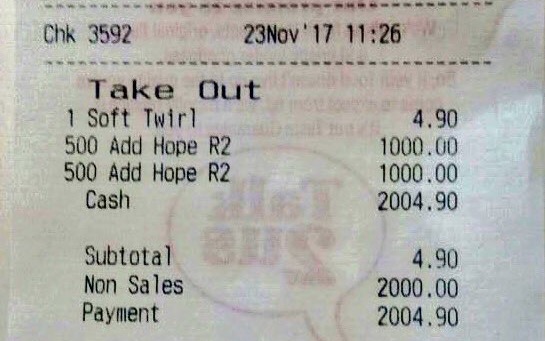 Chk 3592 23Nov'17 11:26
Take Out
1 Soft Twirl 4.90
500 Add Hope R2 1000.00
500 Add Hope R2 1000.00
Cash 2004.90
Subtotal 4.90
Non Sales 2000.00
Payment 2004.90
Talk
2us